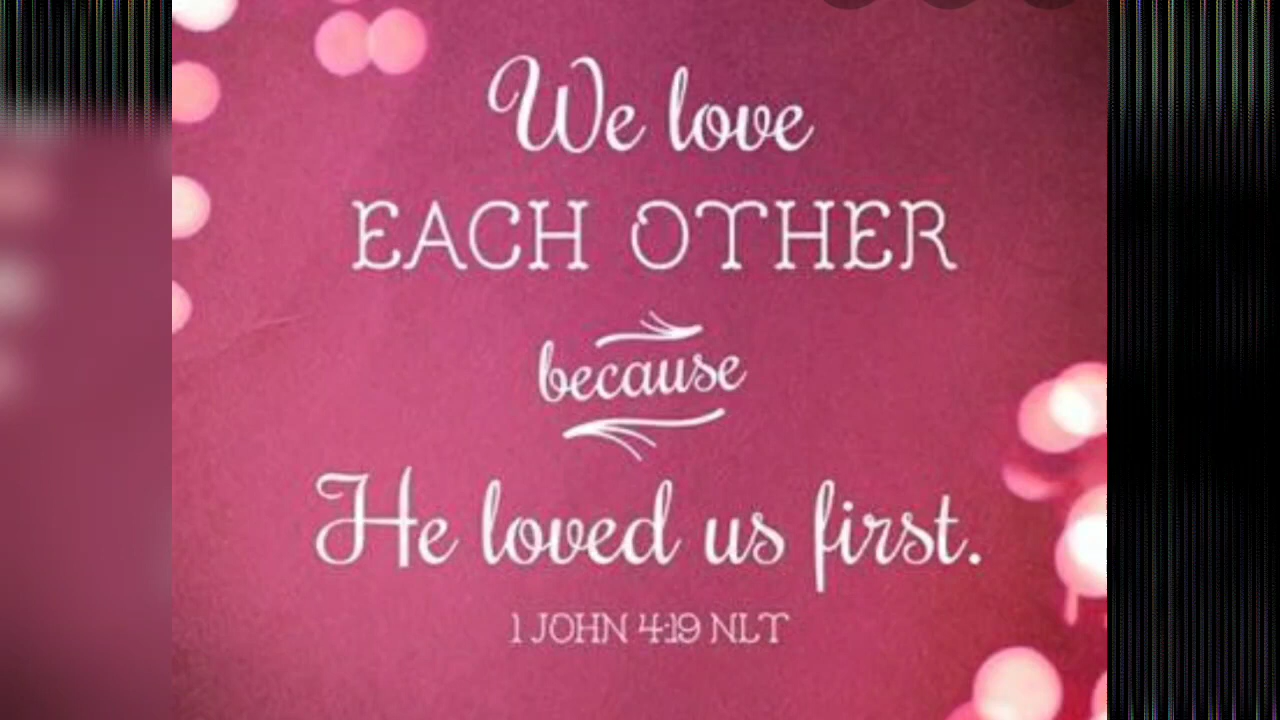 We love
EACH OTHER
because
He loved us first.
1 JOHN 4:19 NLT